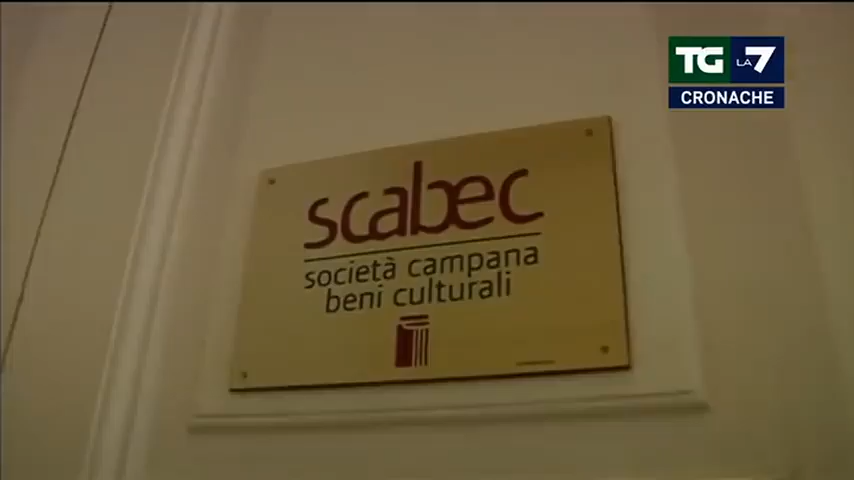 TG LA 7
CRONACHE
scabec
società campana
beni culturali